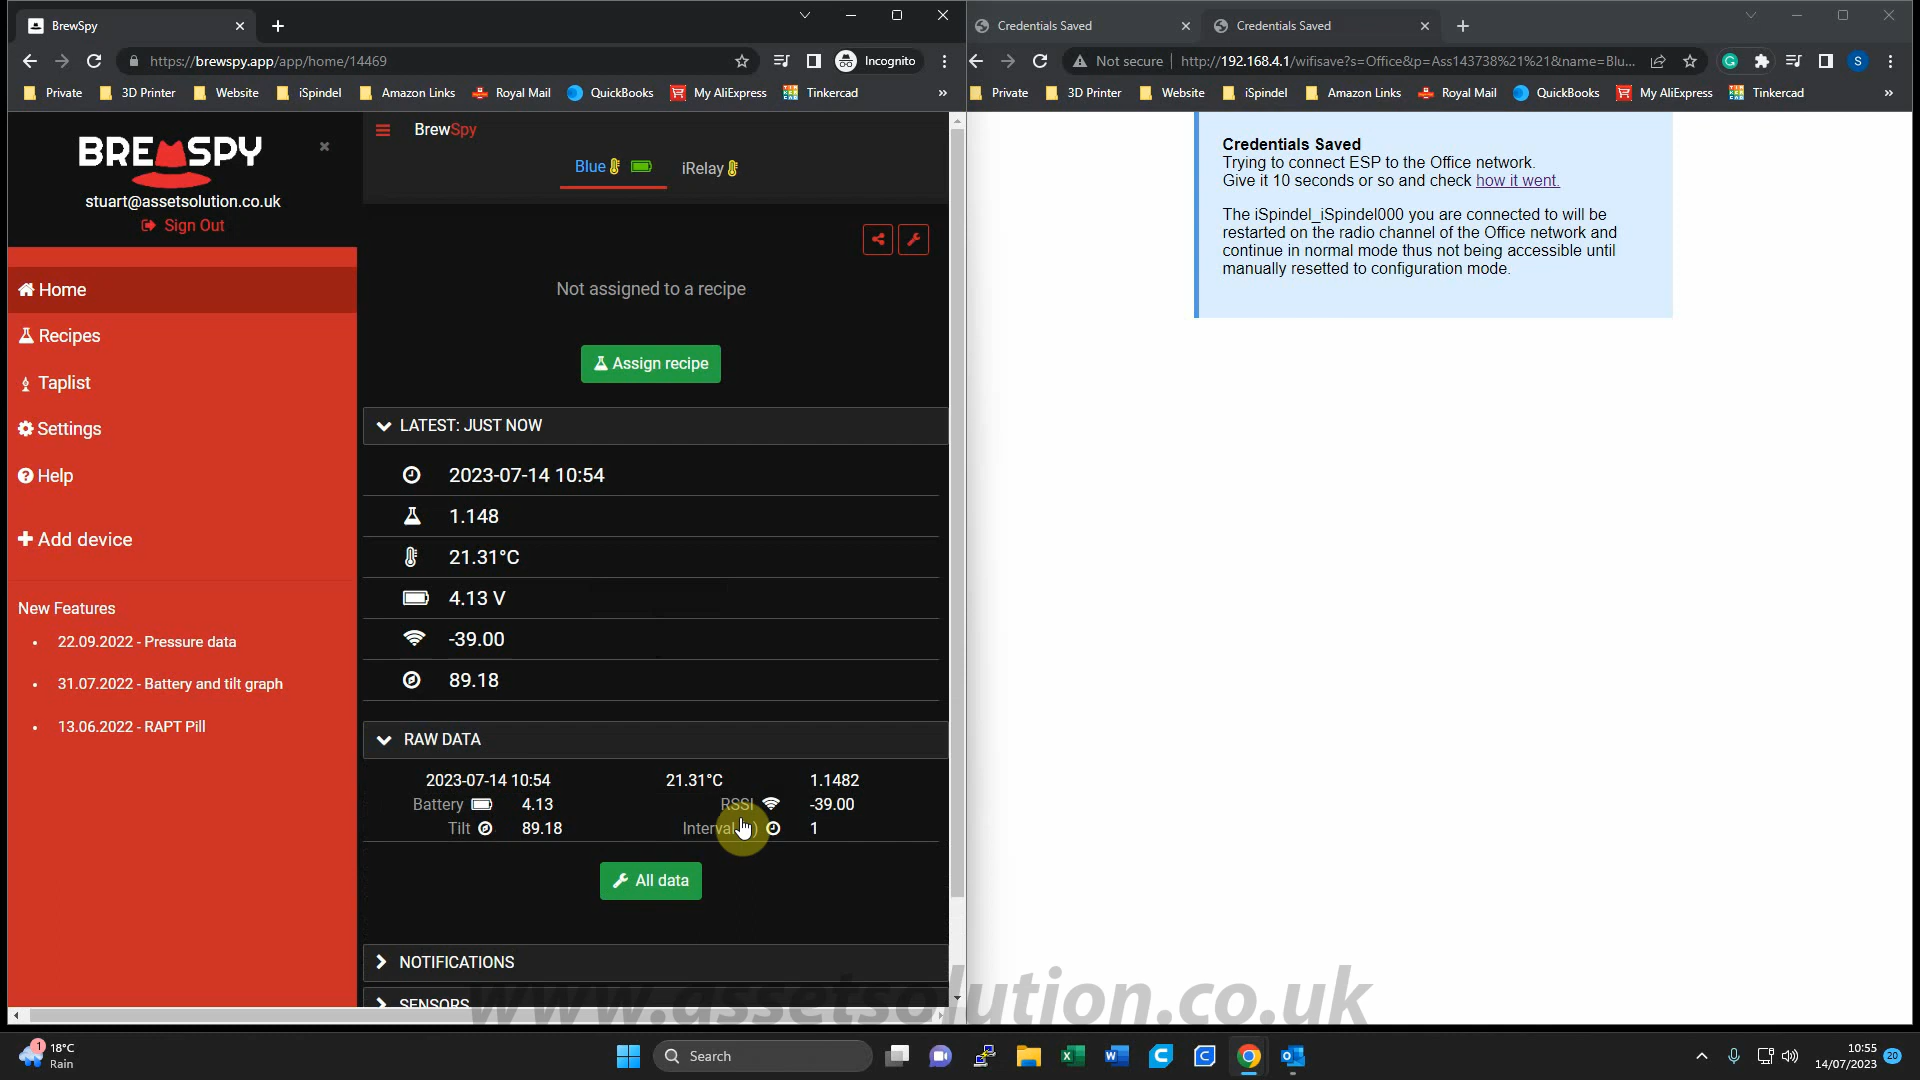 BrewSpy
https://brewspy.app/app/home/14469
Incognito
Private
3D Printer
Website
iSpindel
Amazon Links
Royal Mail
QuickBooks
My AliExpress
Tinkercad
»
BREWSPY
stuart@assetsolution.co.uk
Sign Out
Home
Recipes
Taplist
Settings
Help
Add device
New Features
22.09.2022 - Pressure data
31.07.2022 - Battery and tilt graph
13.06.2022 - RAPT Pill
BrewSpy
Blue
iRelay
Not assigned to a recipe
Assign recipe
LATEST: JUST NOW
2023-07-14 10:54
1.148
21.31°C
4.13 V
-39.00
89.18
RAW DATA
2023-07-14 10:54 21.31°C 1.1482
Battery 4.13 RSSI -39.00
Tilt 89.18 Interval 1
All data
NOTIFICATIONS
SENSORS
Credentials Saved
Credentials Saved
Not secure
http://192.168.4.1/wifisave?s=Office&p=Ass143738%21%21&name=Blu...
S
Private
3D Printer
Website
iSpindel
Amazon Links
Royal Mail
QuickBooks
My AliExpress
Tinkercad
»
Credentials Saved
Trying to connect ESP to the Office network.
Give it 10 seconds or so and check how it went.
The iSpindel_iSpindel000 you are connected to will be
restarted on the radio channel of the Office network and
continue in normal mode thus not being accessible until
manually resetted to configuration mode.
www.assetsolution.co.uk
1
18°C
Rain
Search
10:55
14/07/2023
20